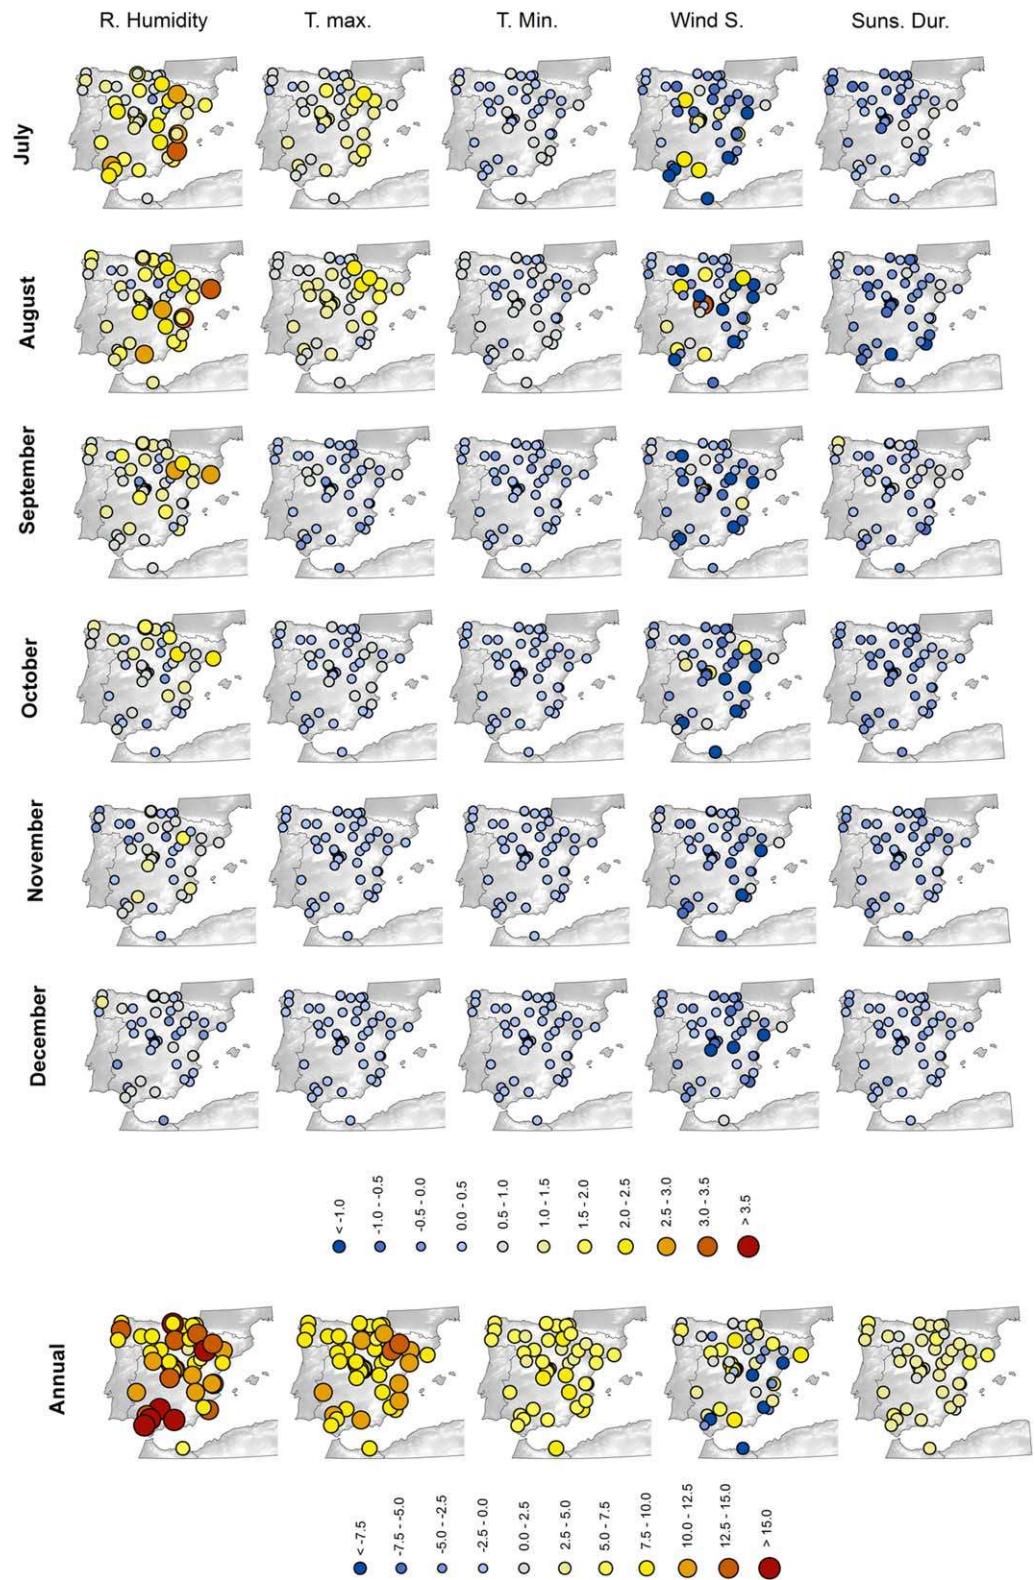 R. Humidity T. max. T. Min. Wind S. Suns. Dur.
July
August
September
October
November
December
< -1.0
-1.0 - -0.5
-0.5 - 0.0
0.0 - 0.5
0.5 - 1.0
1.0 - 1.5
1.5 - 2.0
2.0 - 2.5
2.5 - 3.0
3.0 - 3.5
> 3.5
Annual
< -7.5
-7.5 - -5.0
-5.0 - -2.5
-2.5 - 0.0
0.0 - 2.5
2.5 - 5.0
5.0 - 7.5
7.5 - 10.0
10.0 - 12.5
12.5 - 15.0
> 15.0